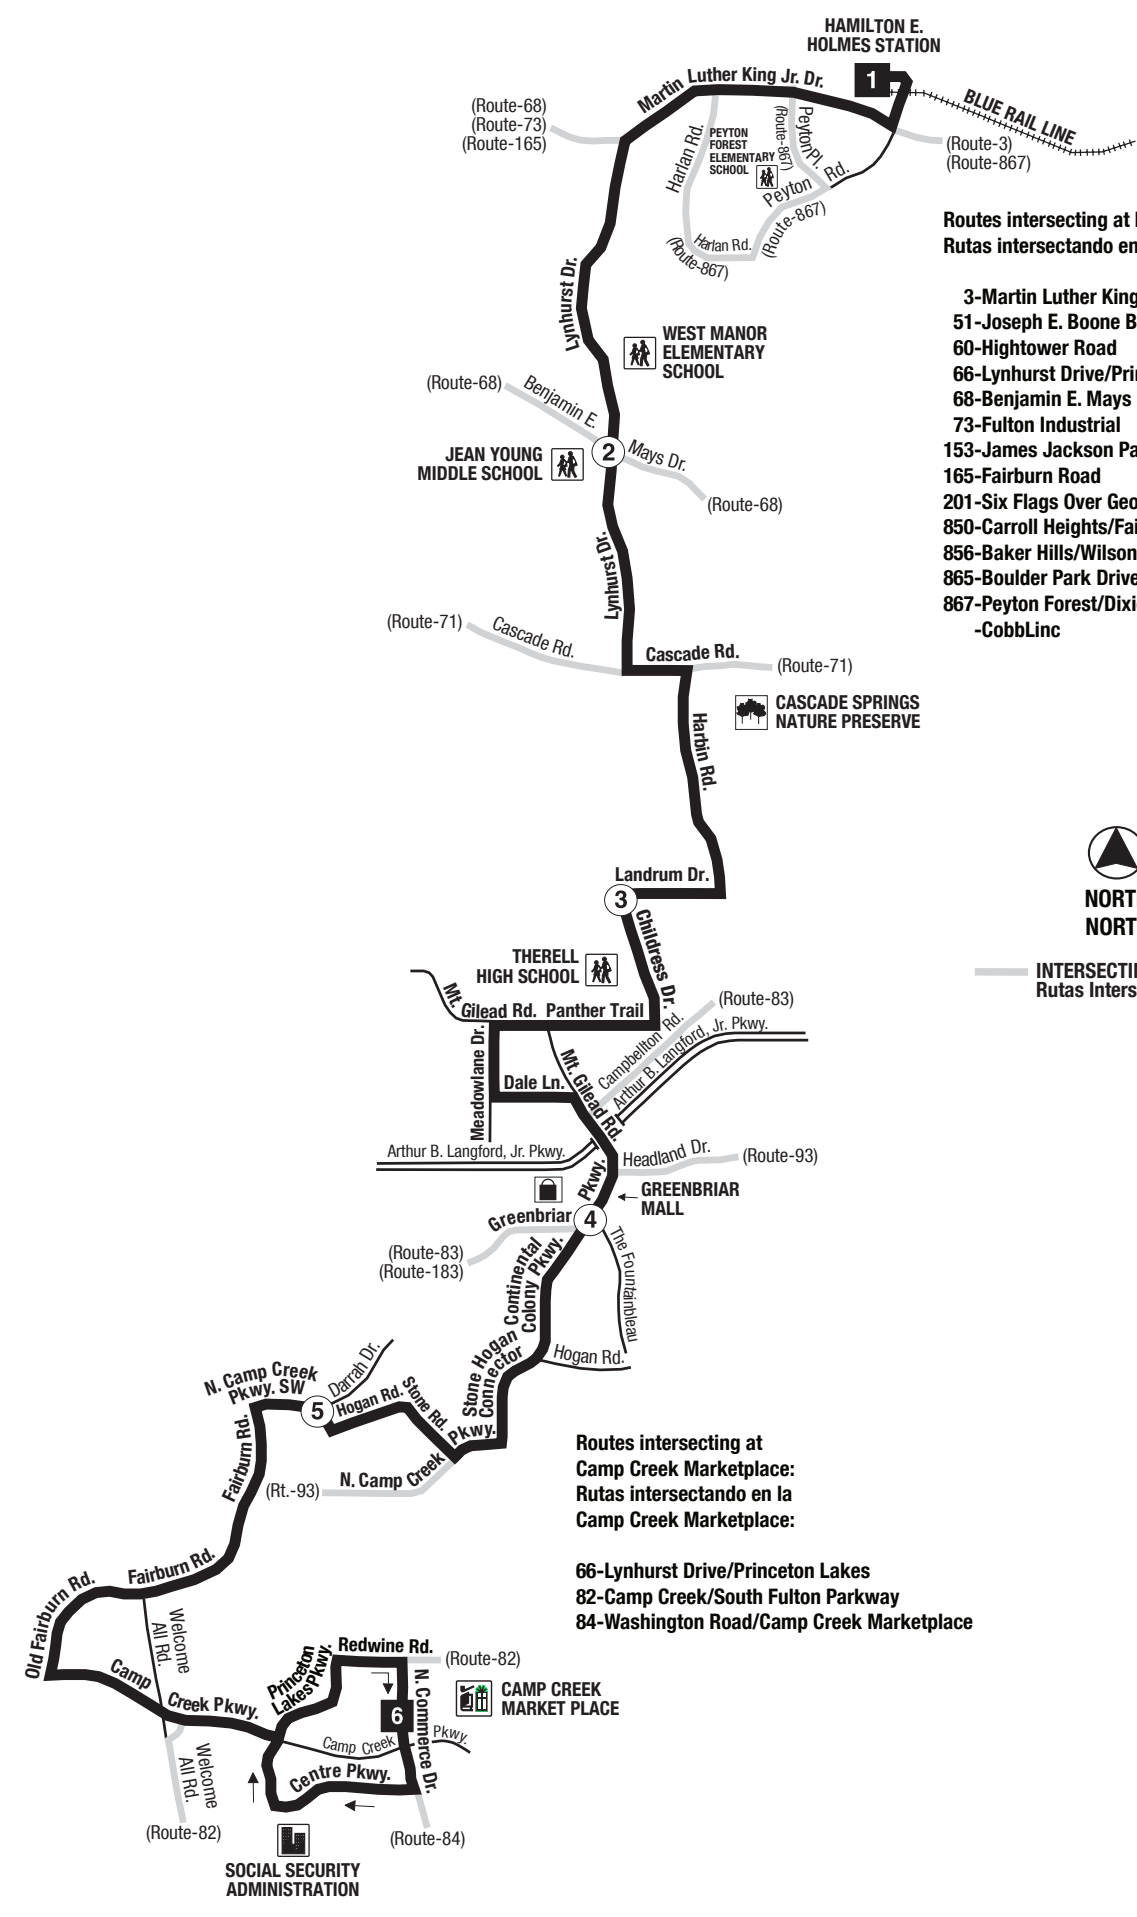 HAMILTON E.
HOLMES STATION
1
Martin Luther King Jr. Dr.
BLUE RAIL LINE
(Route-68)
(Route-73)
(Route-165)
(Route-3)
(Route-867)
Harlan Rd.
PEYTON
FOREST
ELEMENTARY
SCHOOL
Peyton Pl.
(Route-867)
Peyton Rd.
(Route-867)
Harlan Rd.
(Route-867)
Routes intersecting at
Rutas intersectando en
3-Martin Luther King
51-Joseph E. Boone B
60-Hightower Road
66-Lynhurst Drive/Prin
68-Benjamin E. Mays
73-Fulton Industrial
153-James Jackson Pa
165-Fairburn Road
201-Six Flags Over Geo
850-Carroll Heights/Fai
856-Baker Hills/Wilson
865-Boulder Park Drive
867-Peyton Forest/Dixi
-CobbLinc
Lynhurst Dr.
WEST MANOR
ELEMENTARY
SCHOOL
(Route-68)
Benjamin E.
Mays Dr.
2
JEAN YOUNG
MIDDLE SCHOOL
(Route-68)
Lynhurst Dr.
(Route-71)
Cascade Rd.
Cascade Rd.
(Route-71)
CASCADE SPRINGS
NATURE PRESERVE
Harbin Rd.
NORT
NORT
Landrum Dr.
3
Childress Dr.
INTERSECTI
Rutas Inters
THERELL
HIGH SCHOOL
Mt. Gilead Rd.
Panther Trail
(Route-83)
Campbellton Rd.
Arthur B. Langford, Jr. Pkwy.
Meadowlane Dr.
Dale Ln.
Mt. Gilead Rd.
Arthur B. Langford, Jr. Pkwy.
Headland Dr.
(Route-93)
GREENBRIAR
MALL
Greenbriar Pkwy.
4
(Route-83)
(Route-183)
Continental
Colony Pkwy.
The Fountainbleau
Hogan Rd.
Stone Hogan
Connector
N. Camp Creek
Pkwy. SW
Darrah Dr.
5
Hogan Rd.
Stone Rd.
N. Camp Creek Pkwy.
(Rt.-93)
Fairburn Rd.
Routes intersecting at
Camp Creek Marketplace:
Rutas intersectando en la
Camp Creek Marketplace:
66-Lynhurst Drive/Princeton Lakes
82-Camp Creek/South Fulton Parkway
84-Washington Road/Camp Creek Marketplace
Fairburn Rd.
Old Fairburn Rd.
Welcome
All Rd.
Camp Creek Pkwy.
Princeton
Lakes Pkwy.
Redwine Rd.
(Route-82)
CAMP CREEK
MARKET PLACE
6
N. Commerce Dr.
Camp Creek Pkwy.
Centre Pkwy.
Welcome
All Rd.
(Route-82)
(Route-84)
SOCIAL SECURITY
ADMINISTRATION